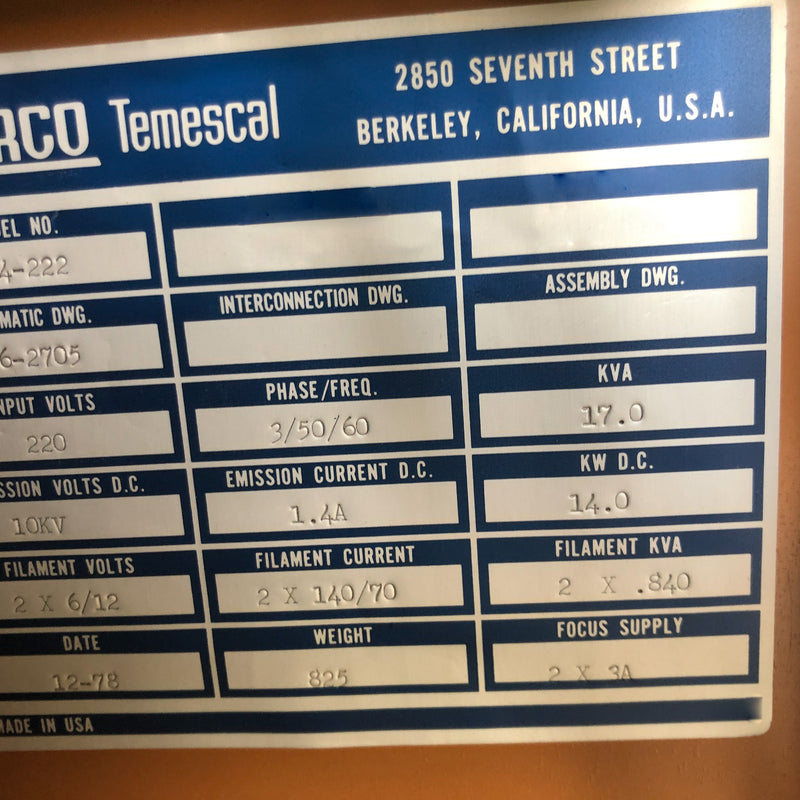 RCO Temescal
2850 SEVENTH STREET
BERKELEY, CALIFORNIA, U.S.A.
EL NO.
4-222
MATIC DWG. INTERCONNECTION DWG. ASSEMBLY DWG.
6-2705
NPUT VOLTS PHASE/FREQ. KVA
220 3/50/60 17.0
SSION VOLTS D.C. EMISSION CURRENT D.C. KW D.C.
10KV 1.4A 14.0
FILAMENT VOLTS FILAMENT CURRENT FILAMENT KVA
2 X 6/12 2 X 140/70 2 X .840
DATE WEIGHT FOCUS SUPPLY
12-78 825 2 X 3A
MADE IN USA